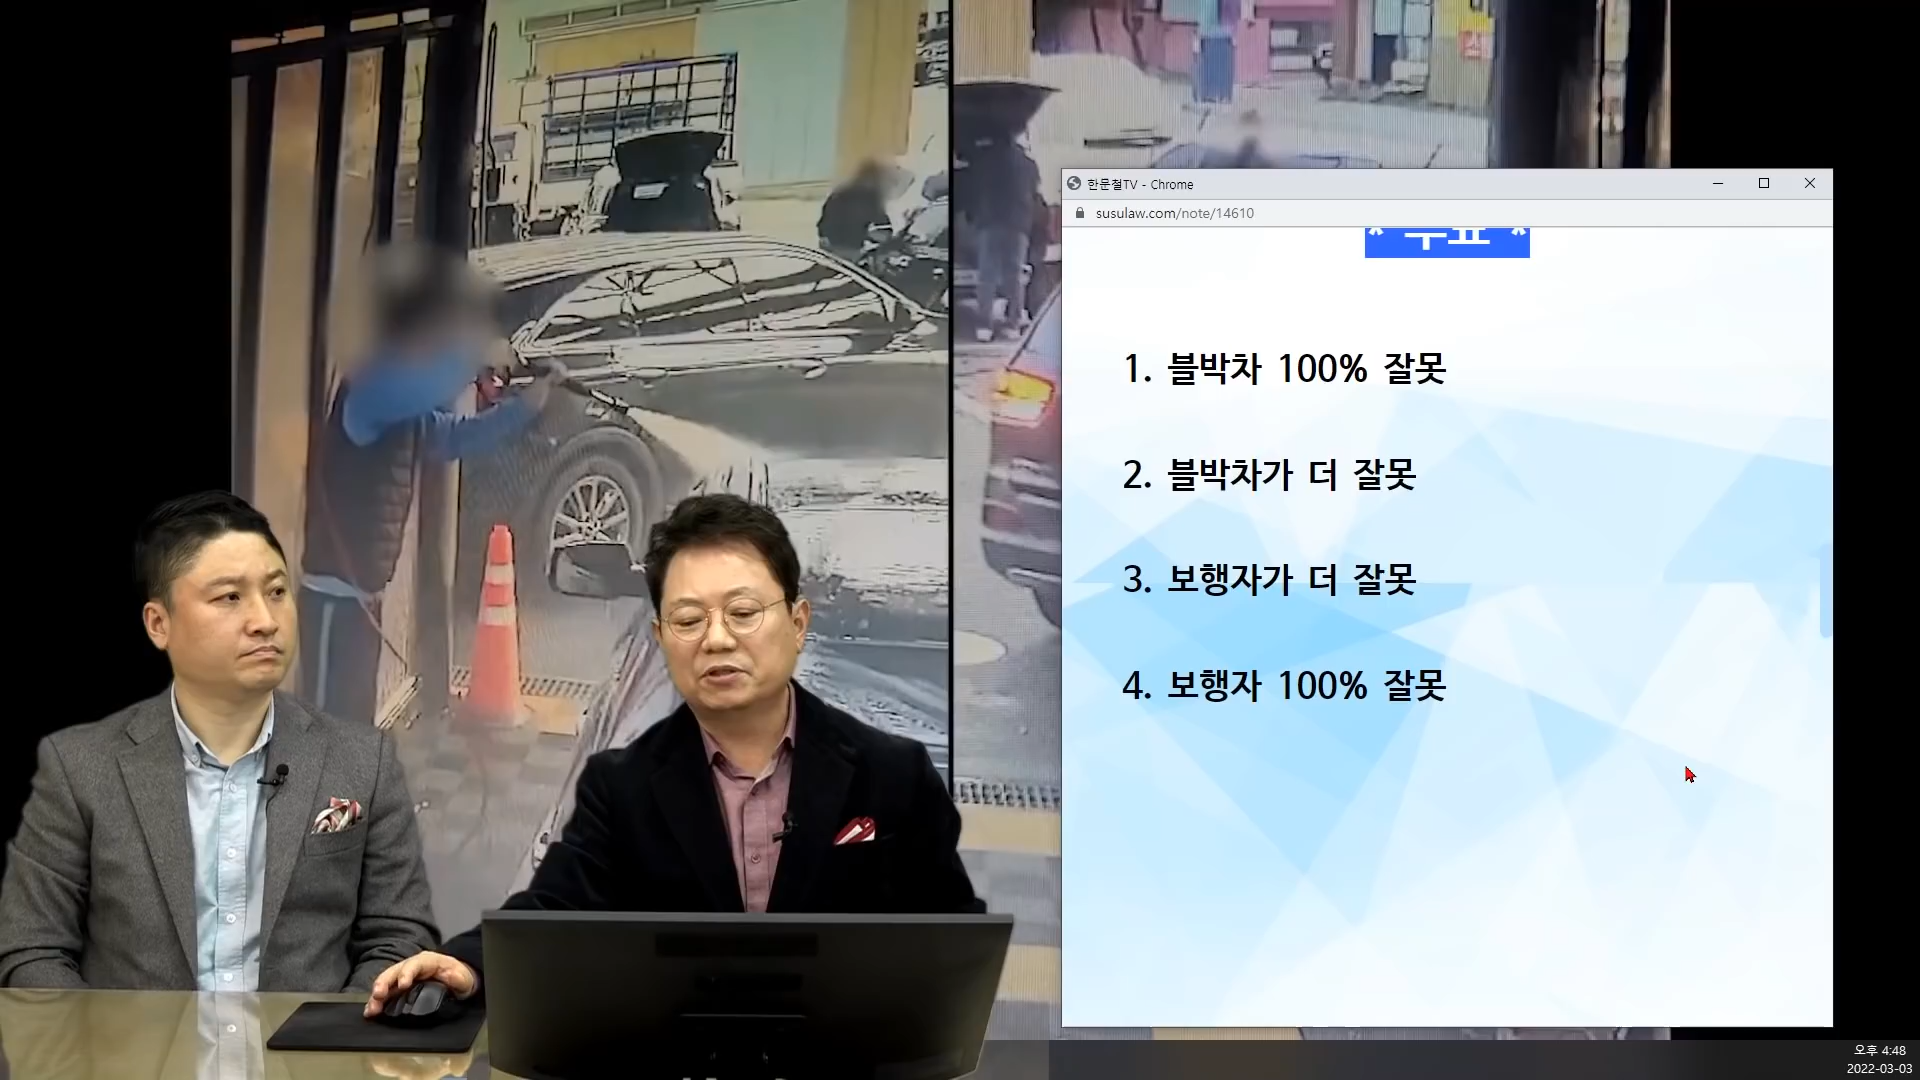 한문철TV - Chrome
susulaw.com/note/14610
* 투표 *
1. 블박차 100% 잘못
2. 블박차가 더 잘못
3. 보행자가 더 잘못
4. 보행자 100% 잘못
오후 4:48
2022-03-03